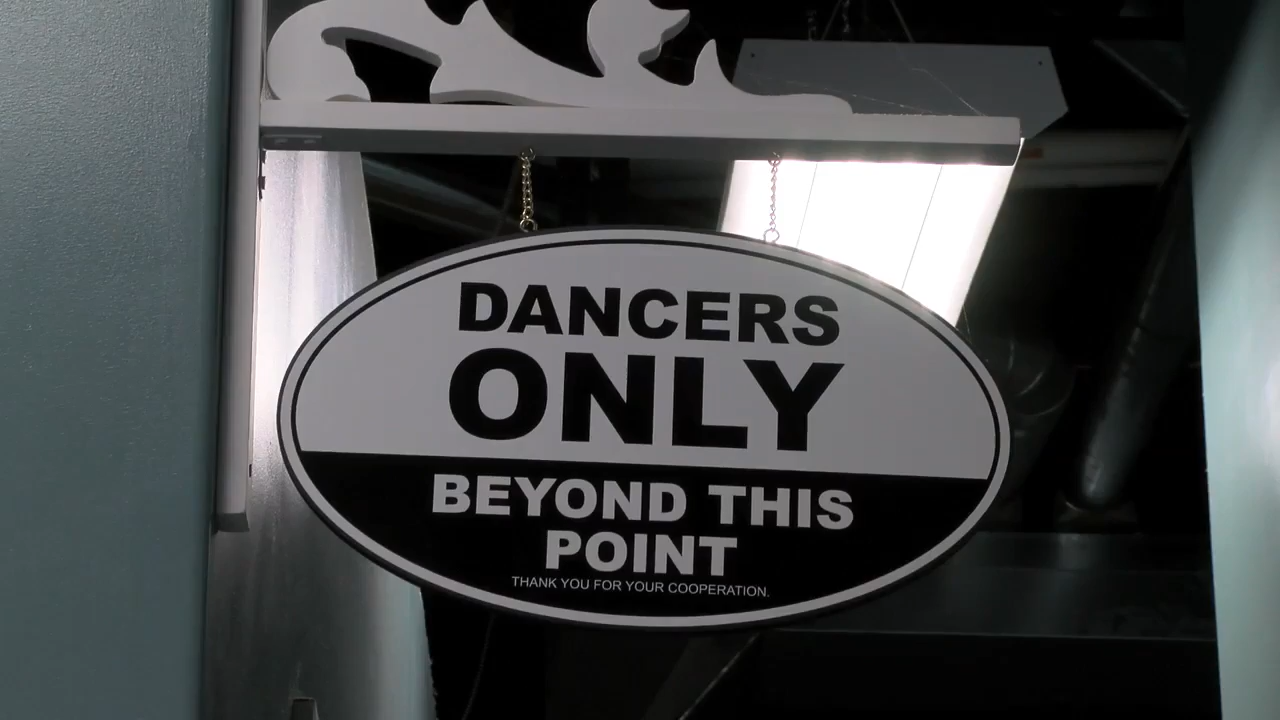 DANCERS
ONLY
BEYOND THIS
POINT
THANK YOU FOR YOUR COOPERATION.